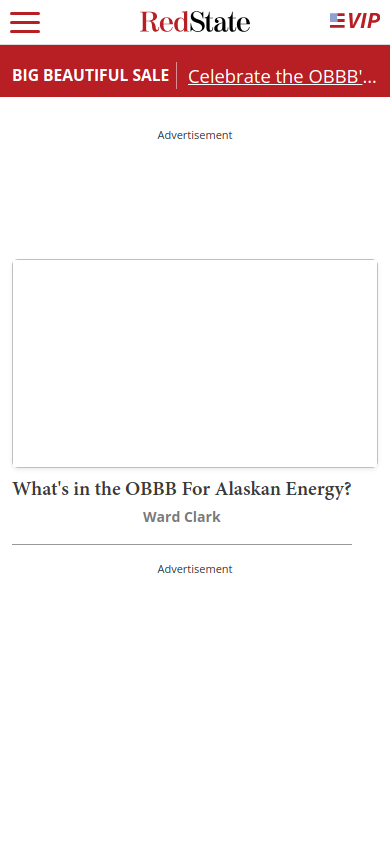 RedState
VIP
BIG BEAUTIFUL SALE
Celebrate the OBBB'...
Advertisement
What's in the OBBB For Alaskan Energy?
Ward Clark
Advertisement